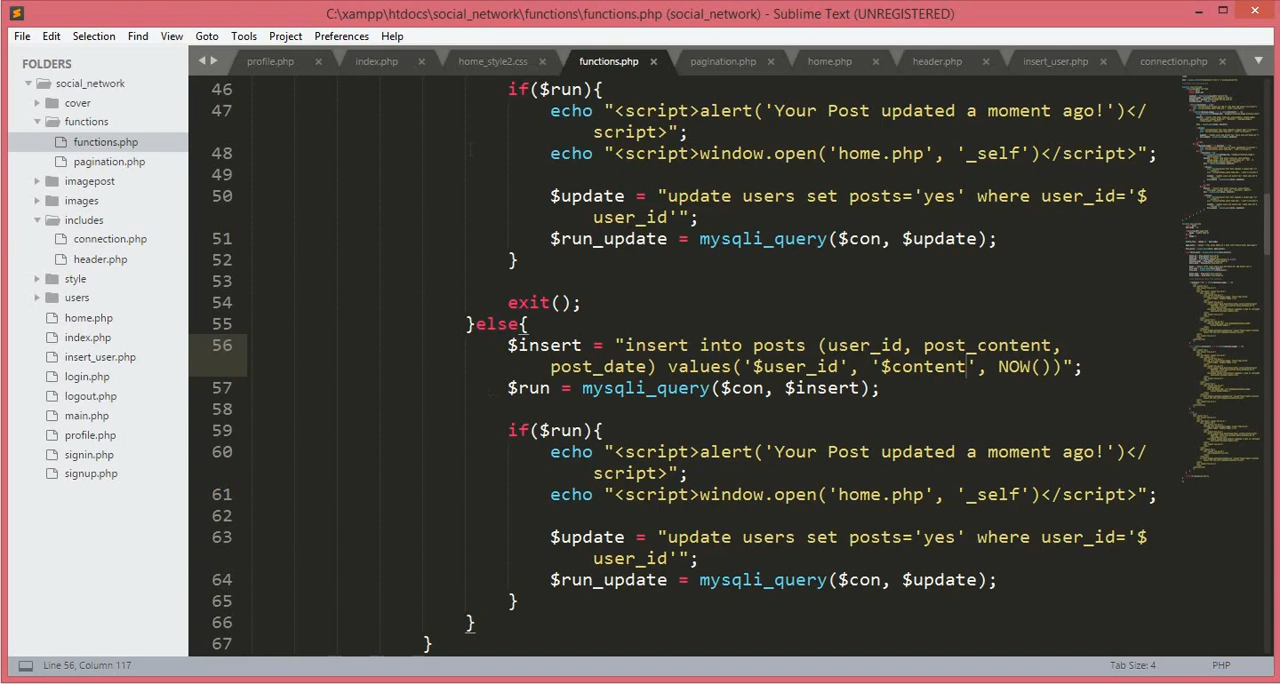 C:\xampp\htdocs\social_network\functions\functions.php (social_network) - Sublime Text (UNREGISTERED)
File Edit Selection Find View Goto Tools Project Preferences Help
FOLDERS
social_network
cover
functions
functions.php
pagination.php
imagepost
images
includes
connection.php
header.php
style
users
home.php
index.php
insert_user.php
login.php
logout.php
main.php
profile.php
signin.php
signup.php
profile.php index.php home_style2.css functions.php pagination.php home.php header.php insert_user.php connection.php
46 if($run){
47 echo "<script>alert('Your Post updated a moment ago!')</
script>";
48 echo "<script>window.open('home.php', '_self')</script>";
49
50 $update = "update users set posts='yes' where user_id='$
user_id'";
51 $run_update = mysqli_query($con, $update);
52 }
53
54 exit();
55 }else{
56 $insert = "insert into posts (user_id, post_content,
post_date) values('$user_id', '$content', NOW())";
57 $run = mysqli_query($con, $insert);
58
59 if($run){
60 echo "<script>alert('Your Post updated a moment ago!')</
script>";
61 echo "<script>window.open('home.php', '_self')</script>";
62
63 $update = "update users set posts='yes' where user_id='$
user_id'";
64 $run_update = mysqli_query($con, $update);
65 }
66 }
67 }
Line 56, Column 117 Tab Size: 4 PHP